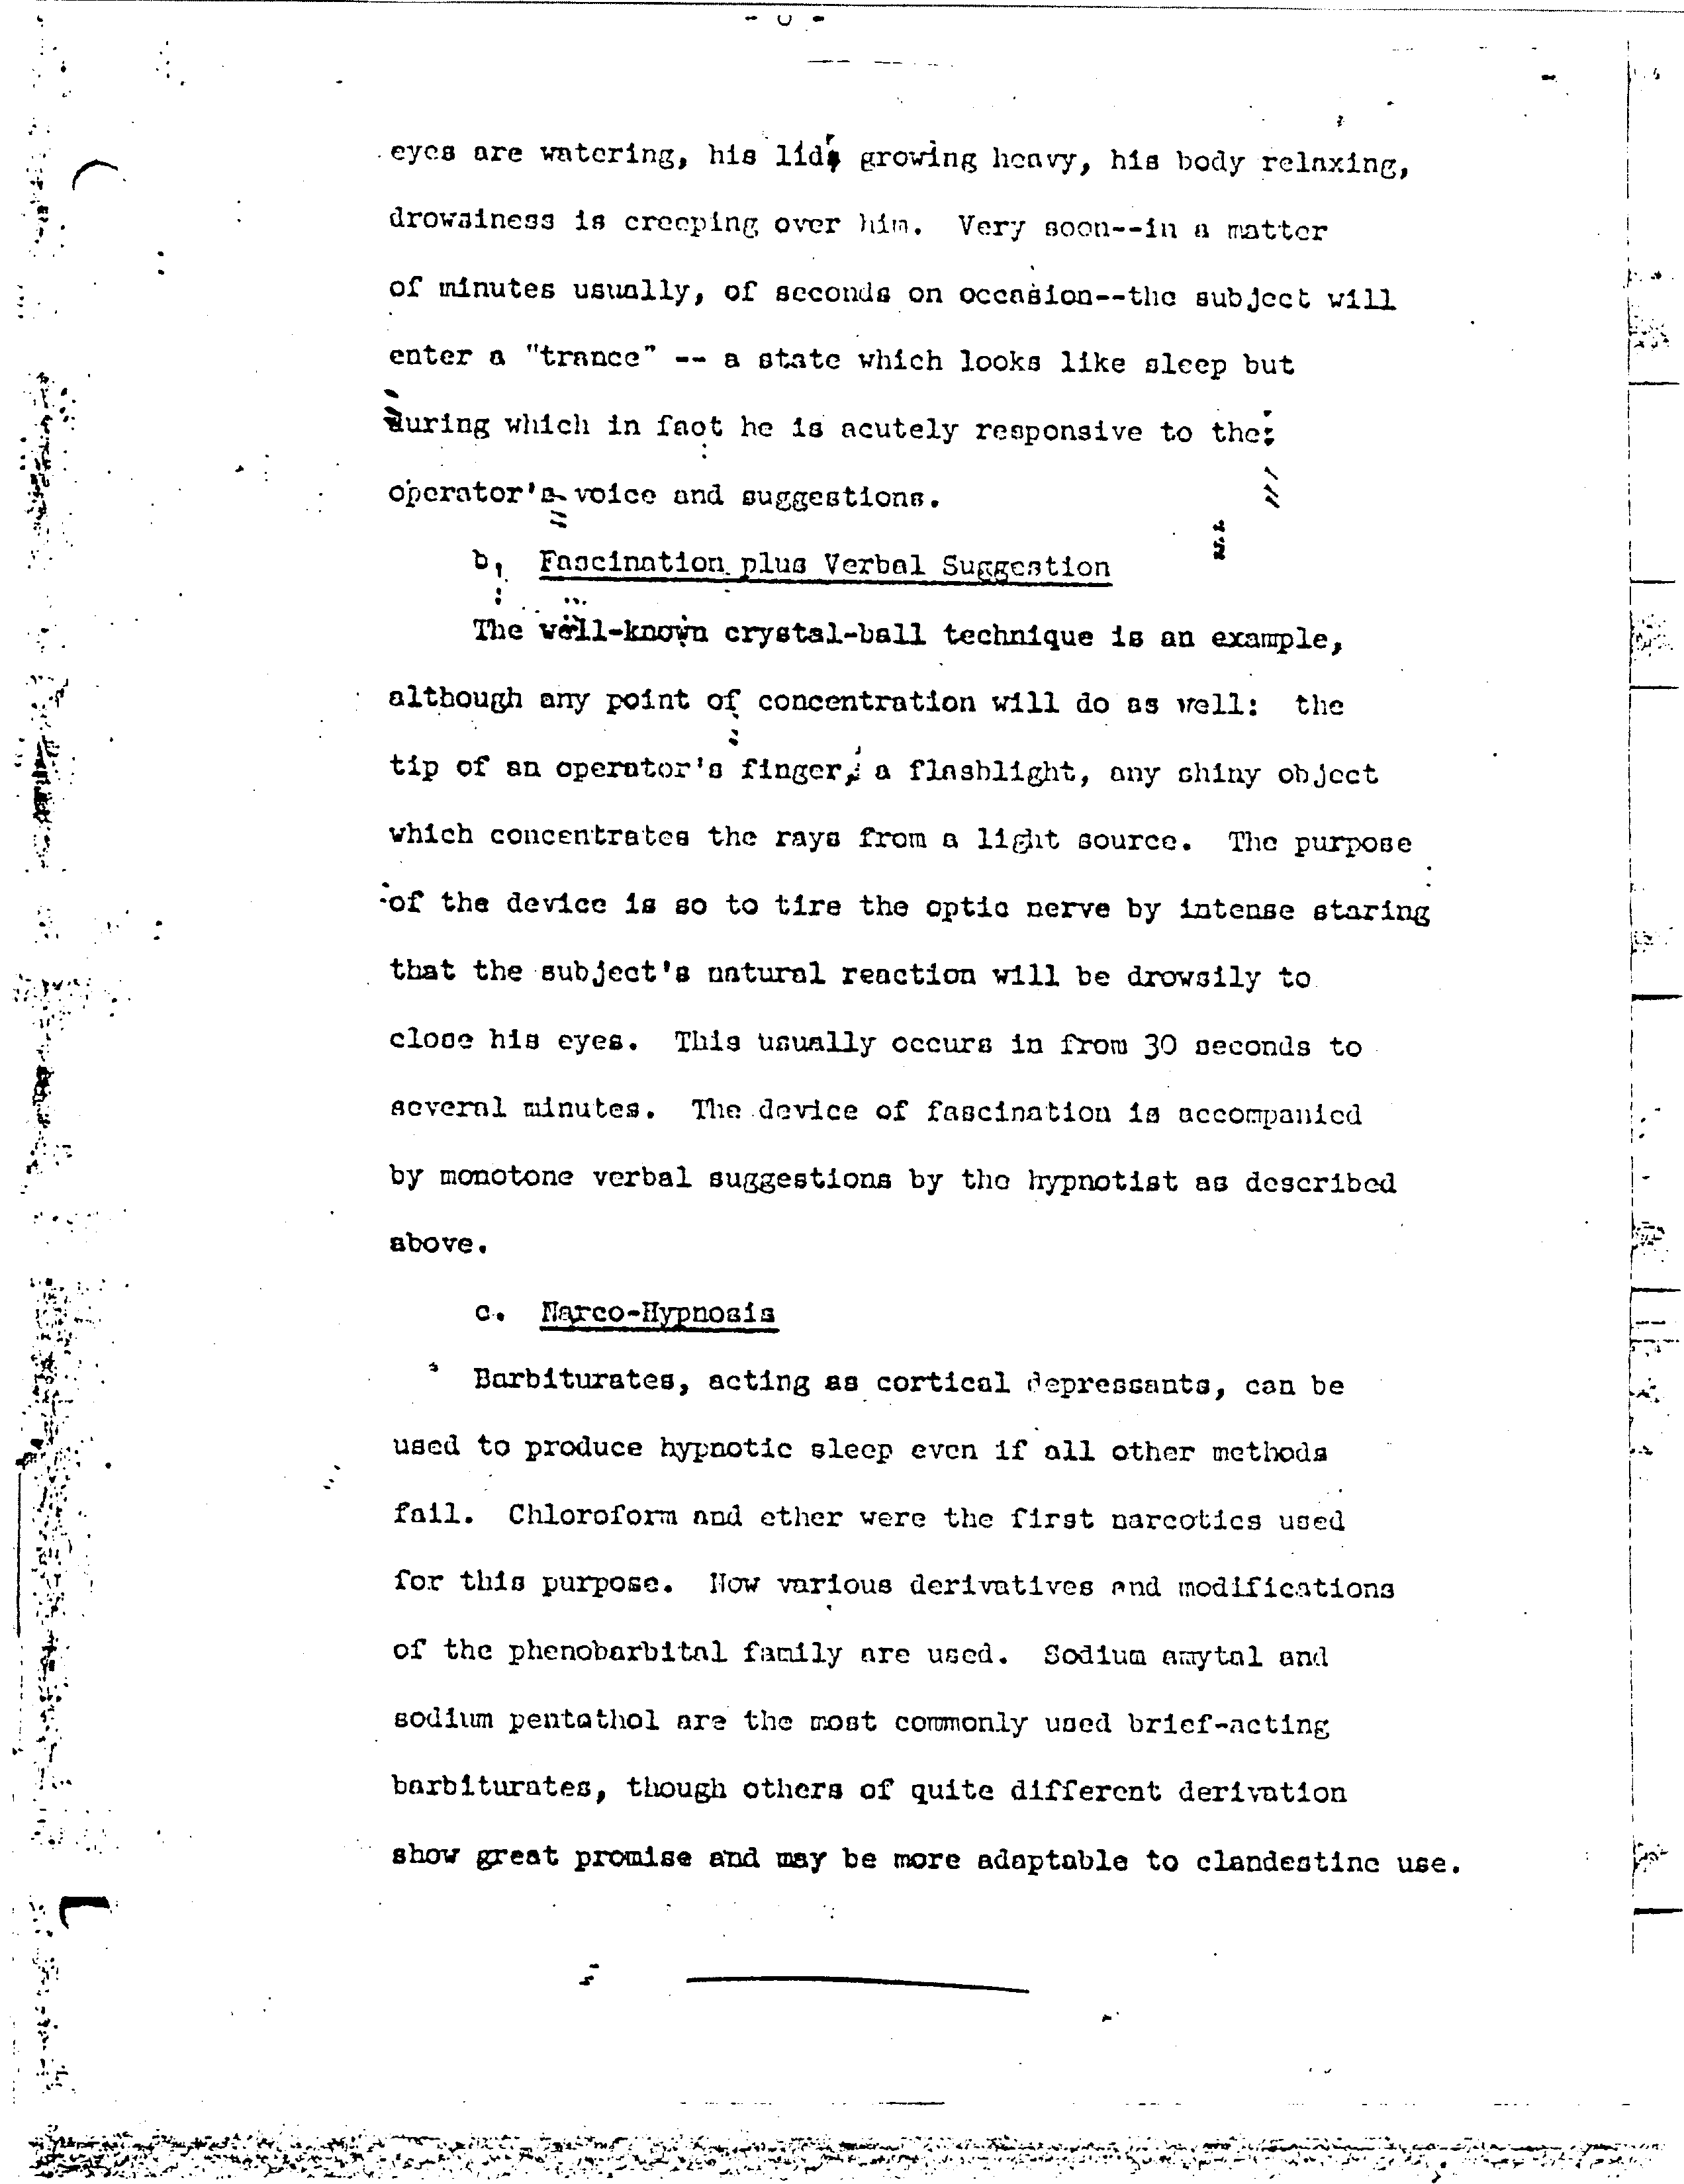 eyes are watering, his lids growing heavy, his body relaxing,
drowsiness is creeping over him. Very soon--in a matter
of minutes usually, of seconds on occasion--the subject will
enter a "trance" -- a state which looks like sleep but
during which in fact he is acutely responsive to the
operator's voice and suggestions.
b. Fascination plus Verbal Suggestion
The well-known crystal-ball technique is an example,
although any point of concentration will do as well: the
tip of an operator's finger, a flashlight, any shiny object
which concentrates the rays from a light source. The purpose
of the device is so to tire the optic nerve by intense staring
that the subject's natural reaction will be drowsily to
close his eyes. This usually occurs in from 30 seconds to
several minutes. The device of fascination is accompanied
by monotone verbal suggestions by the hypnotist as described
above.
c. Narco-Hypnosis
Barbiturates, acting as cortical depressants, can be
used to produce hypnotic sleep even if all other methods
fail. Chloroform and ether were the first narcotics used
for this purpose. Now various derivatives and modifications
of the phenobarbital family are used. Sodium amytal and
sodium pentathol are the most commonly used brief-acting
barbiturates, though others of quite different derivation
show great promise and may be more adaptable to clandestine use.